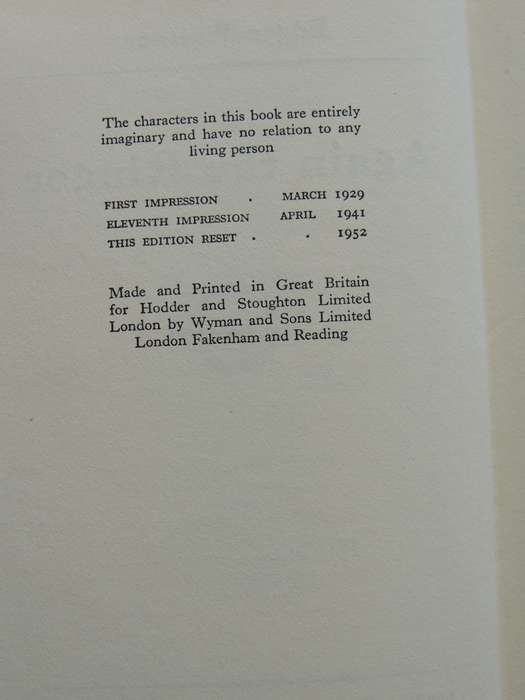 The characters in this book are entirely
imaginary and have no relation to any
living person
FIRST IMPRESSION . MARCH 1929
ELEVENTH IMPRESSION APRIL 1941
THIS EDITION RESET . . 1952
Made and Printed in Great Britain
for Hodder and Stoughton Limited
London by Wyman and Sons Limited
London Fakenham and Reading